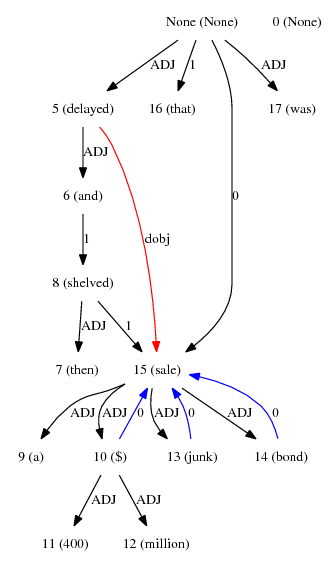 None (None) 0 (None)
ADJ 1 ADJ
5 (delayed) 16 (that) 17 (was)
ADJ
6 (and) 0
1 dobj
8 (shelved)
ADJ 1
7 (then) 15 (sale)
ADJ ADJ 0 ADJ 0 ADJ 0
9 (a) 10 ($) 13 (junk) 14 (bond)
ADJ ADJ
11 (400) 12 (million)